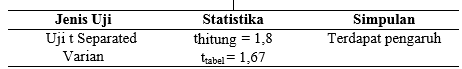 Jenis Uji Statistika Simpulan
Uji t Separated thitung = 1,8 Terdapat pengaruh
Varian ttabel = 1,67